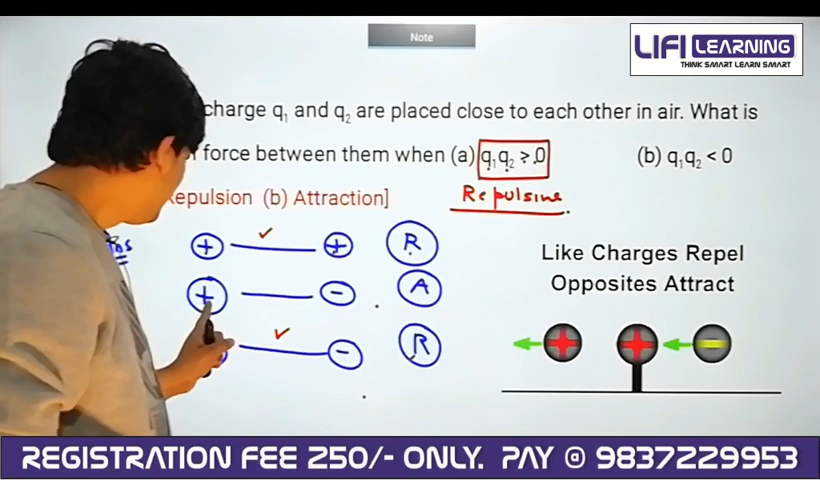 Note
LIFI LEARNING
THINK SMART LEARN SMART
charge q₁ and q₂ are placed close to each other in air. What is
force between them when (a) q₁q₂ > 0 (b) q₁q₂ < 0
Repulsion (b) Attraction]
Repulsive.
Ans
+ + R
+ - A
- R
Like Charges Repel
Opposites Attract
+ + -
REGISTRATION FEE 250/- ONLY. PAY @ 9837229953